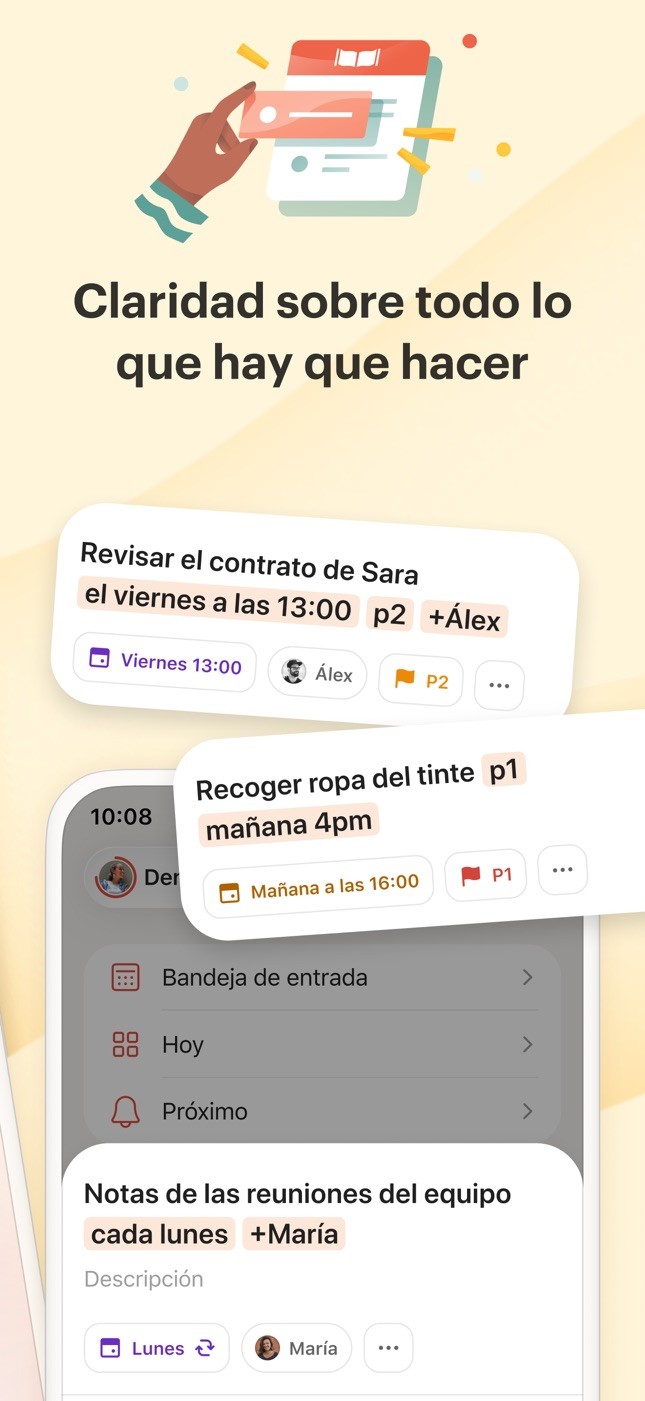 Claridad sobre todo lo
que hay que hacer
Revisar el contrato de Sara
el viernes a las 13:00 p2 +Álex
Viernes 13:00 Álex P2
Recoger ropa del tinte p1
mañana 4pm
Mañana a las 16:00 P1
10:08
Bandeja de entrada
Hoy
Próximo
Notas de las reuniones del equipo
cada lunes +María
Descripción
Lunes María